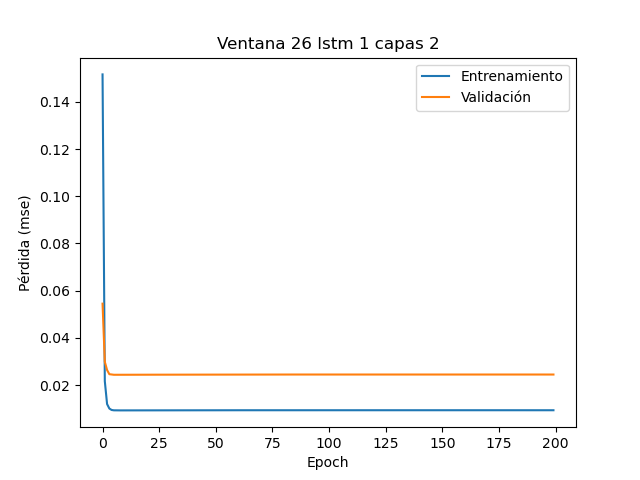 Ventana 26 lstm 1 capas 2
Entrenamiento
Validación
Pérdida (mse)
0.14
0.12
0.10
0.08
0.06
0.04
0.02
0 25 50 75 100 125 150 175 200
Epoch